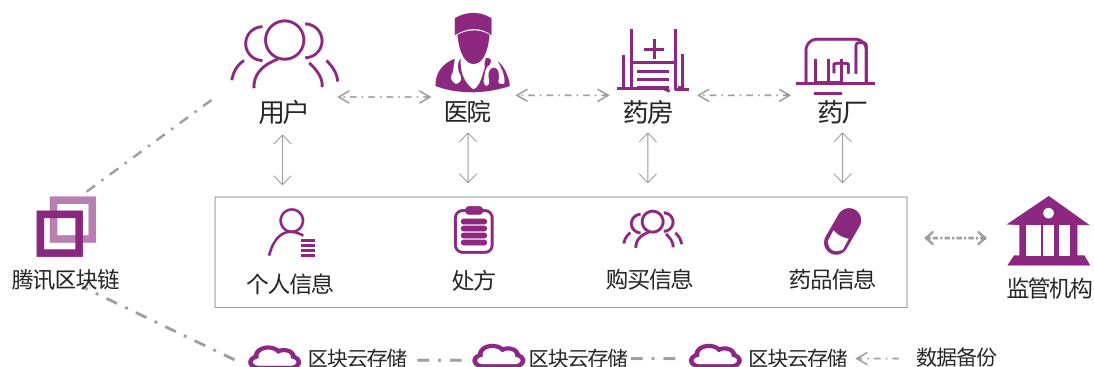 用户
医院
药房
药厂
腾讯区块链
个人信息
处方
购买信息
药品信息
监管机构
区块云存储
区块云存储
区块云存储
数据备份